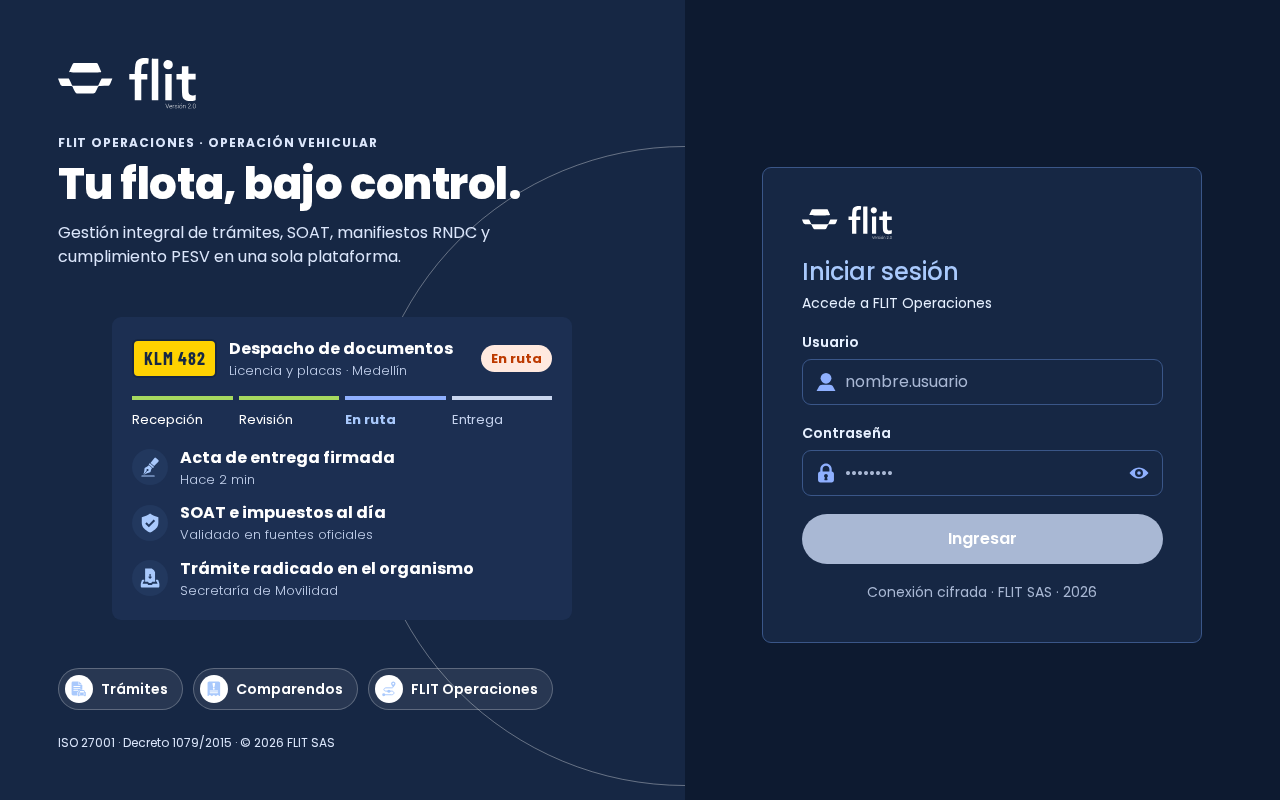 flit
Versión 2.0
FLIT OPERACIONES · OPERACIÓN VEHICULAR
Tu flota, bajo control.
Gestión integral de trámites, SOAT, manifiestos RNDC y
cumplimiento PESV en una sola plataforma.
KLM 482
Despacho de documentos
Licencia y placas · Medellín
En ruta
Recepción
Revisión
En ruta
Entrega
Acta de entrega firmada
Hace 2 min
SOAT e impuestos al día
Validado en fuentes oficiales
Trámite radicado en el organismo
Secretaría de Movilidad
Trámites
Comparendos
FLIT Operaciones
ISO 27001 · Decreto 1079/2015 · © 2026 FLIT SAS
flit
Versión 2.0
Iniciar sesión
Accede a FLIT Operaciones
Usuario
nombre.usuario
Contraseña
••••••••
Ingresar
Conexión cifrada · FLIT SAS · 2026